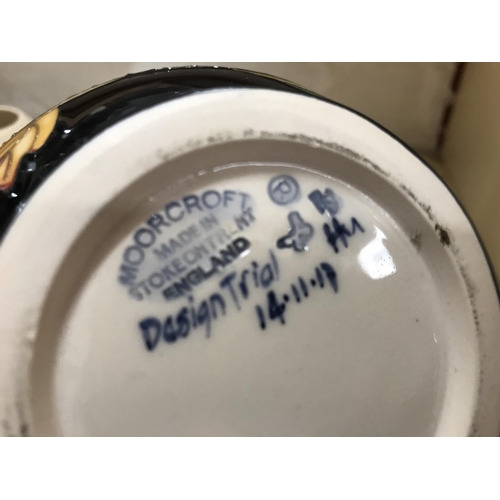 MOORCROFT
MADE IN
STOKE ON TRENT
ENGLAND
Design Trial
14.11.17